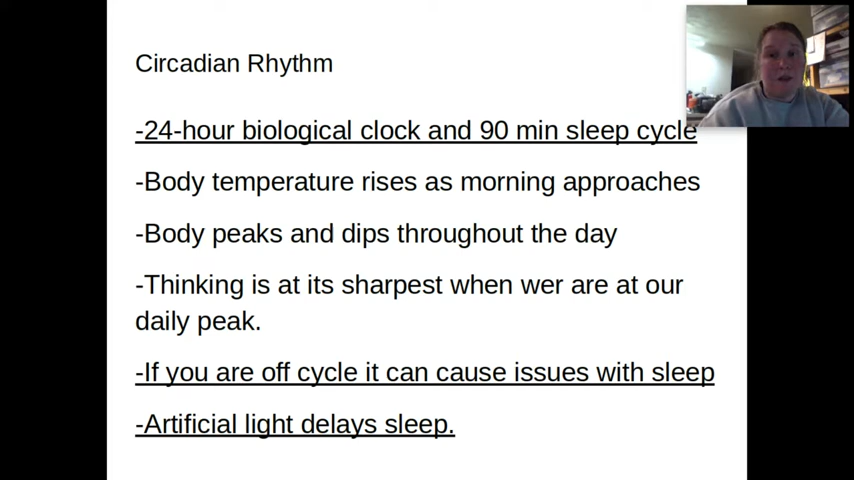 Circadian Rhythm
-24-hour biological clock and 90 min sleep cycle
-Body temperature rises as morning approaches
-Body peaks and dips throughout the day
-Thinking is at its sharpest when wer are at our
daily peak.
-If you are off cycle it can cause issues with sleep
-Artificial light delays sleep.